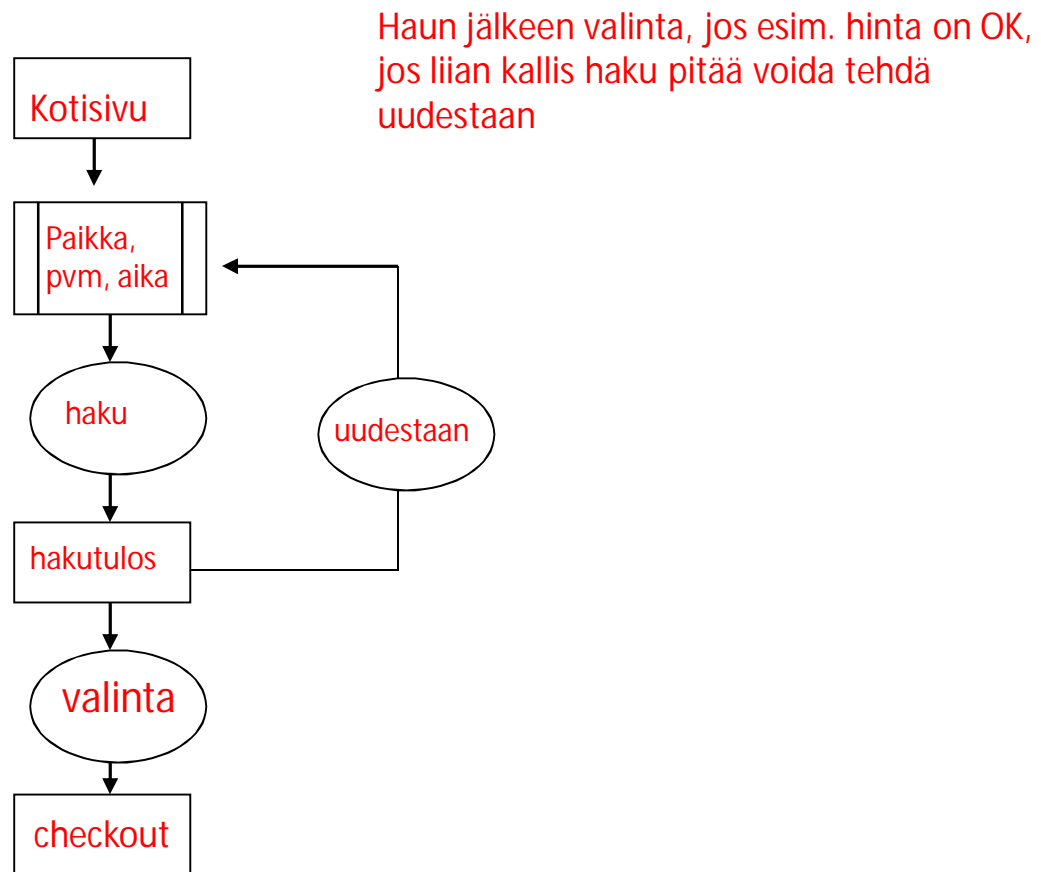 Haun jälkeen valinta, jos esim. hinta on OK,
jos liian kallis haku pitää voida tehdä
uudestaan
Kotisivu
Paikka,
pvm, aika
haku
uudestaan
hakutulos
valinta
checkout